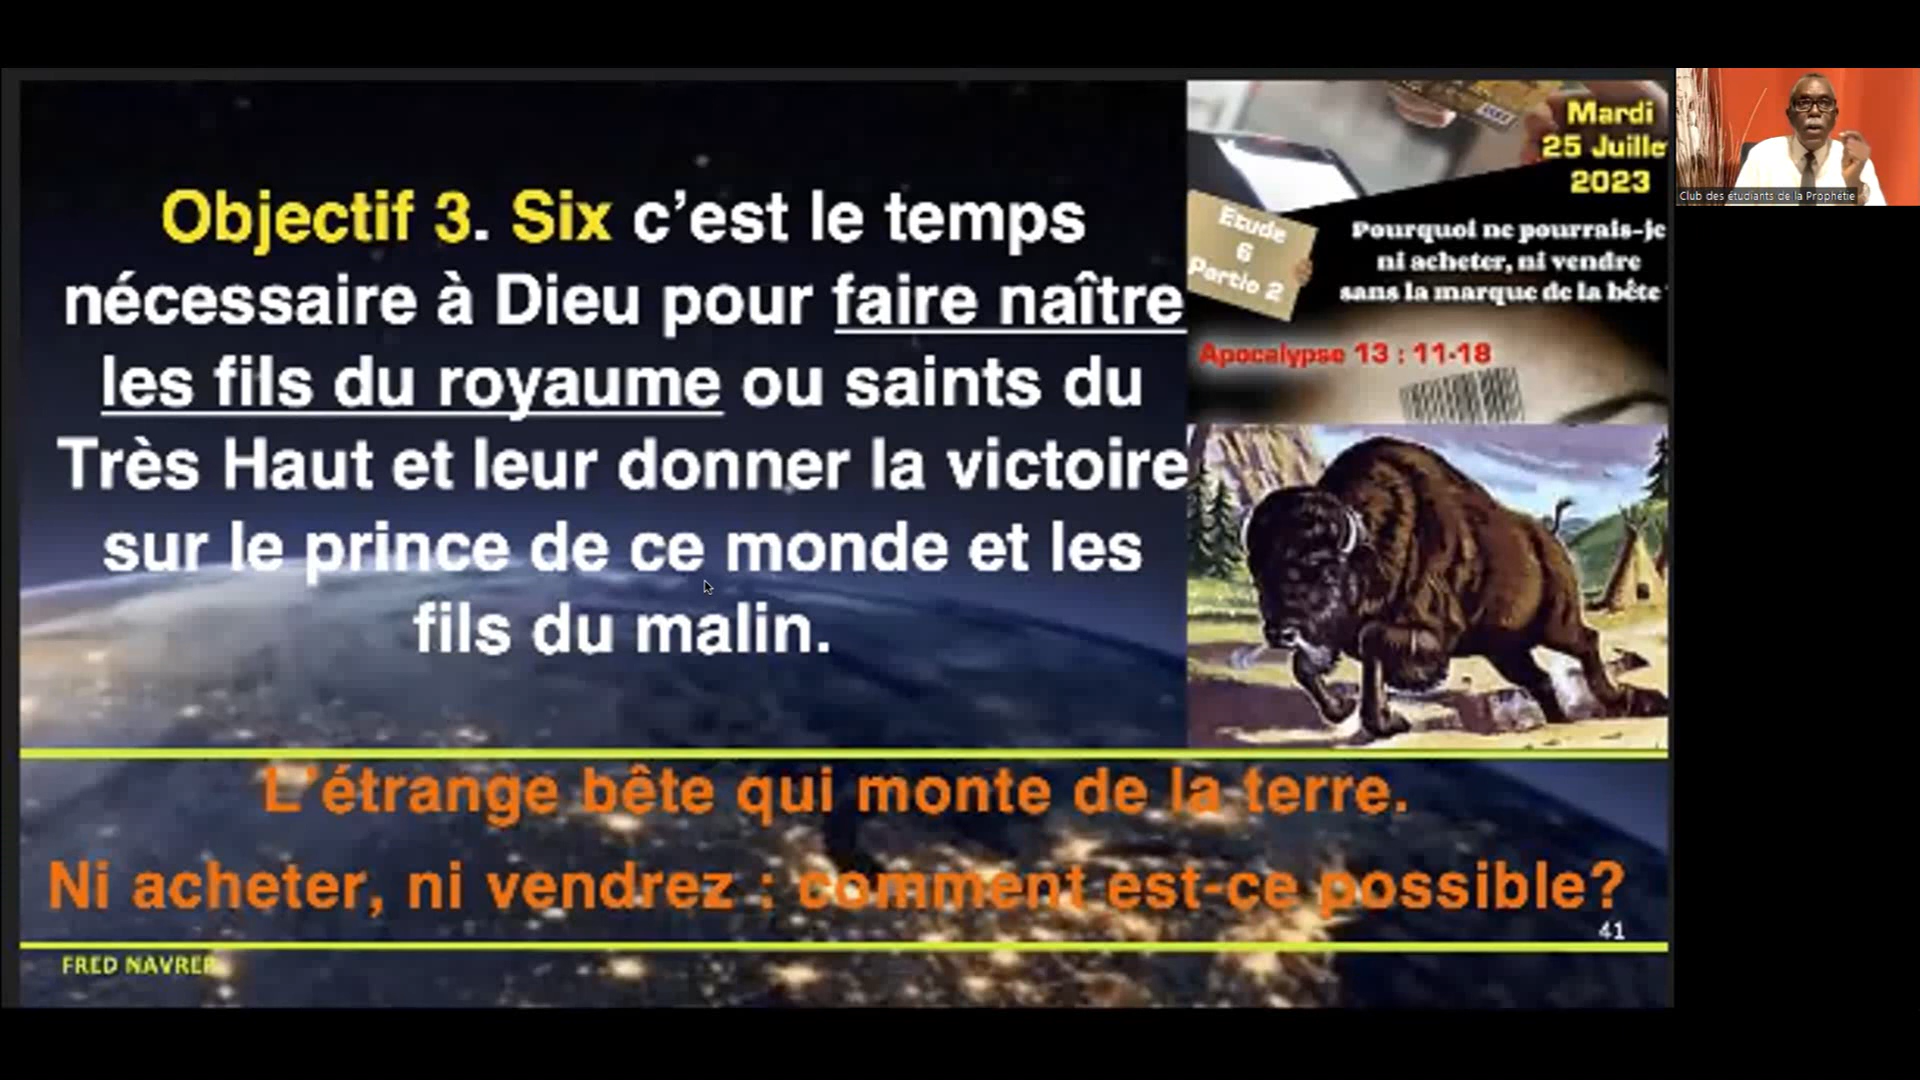 Objectif 3. Six c'est le temps
nécessaire à Dieu pour faire naître
les fils du royaume ou saints du
Très Haut et leur donner la victoire
sur le prince de ce monde et les
fils du malin.
Mardi
25 Juille
2023
Etude
6
Partie 2
Pourquoi ne pourrais-je
ni acheter, ni vendre
sans la marque de la bête
Apocalypse 13 : 11-18
L'étrange bête qui monte de la terre.
Ni acheter, ni vendrez : comment est-ce possible?
41
FRED NAVRER
Club des étudiants de la Prophétie